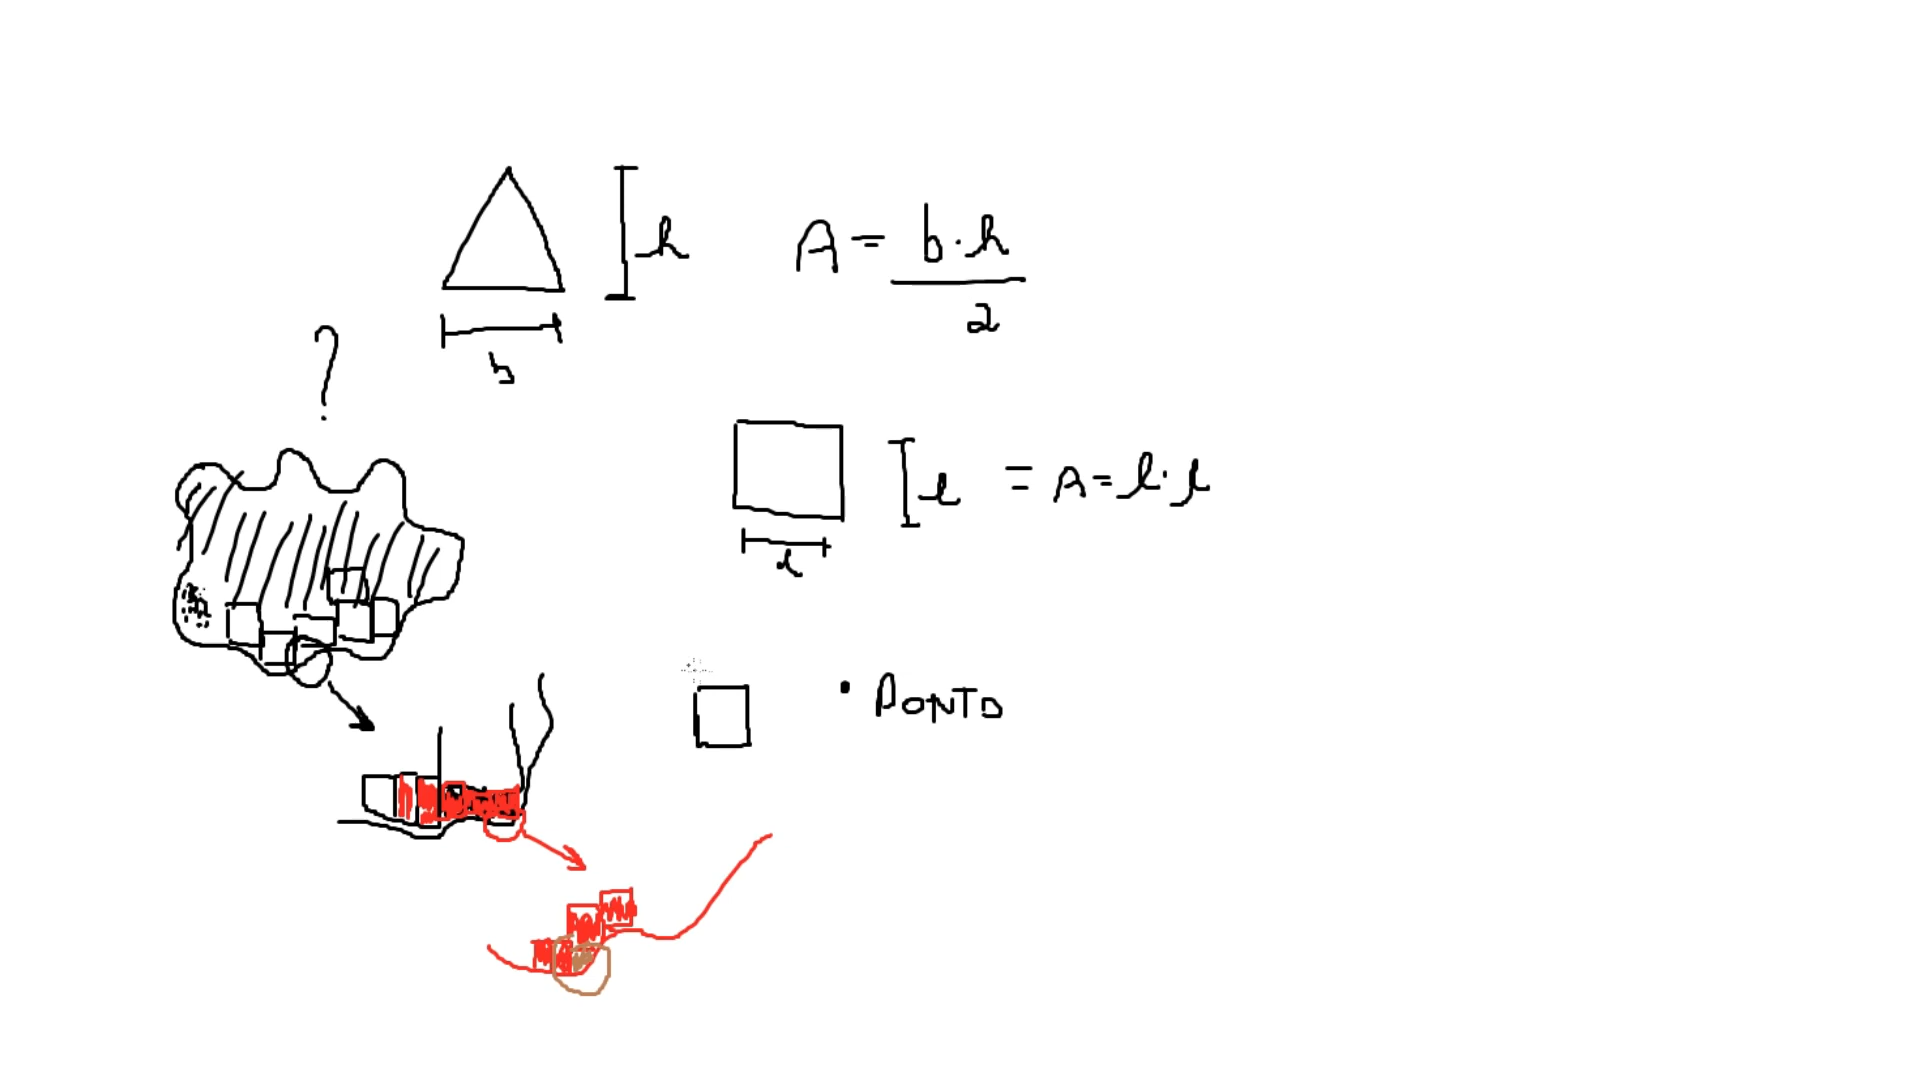 h
A = b·h
2
b
?
l = A = l·l
l
• PONTO